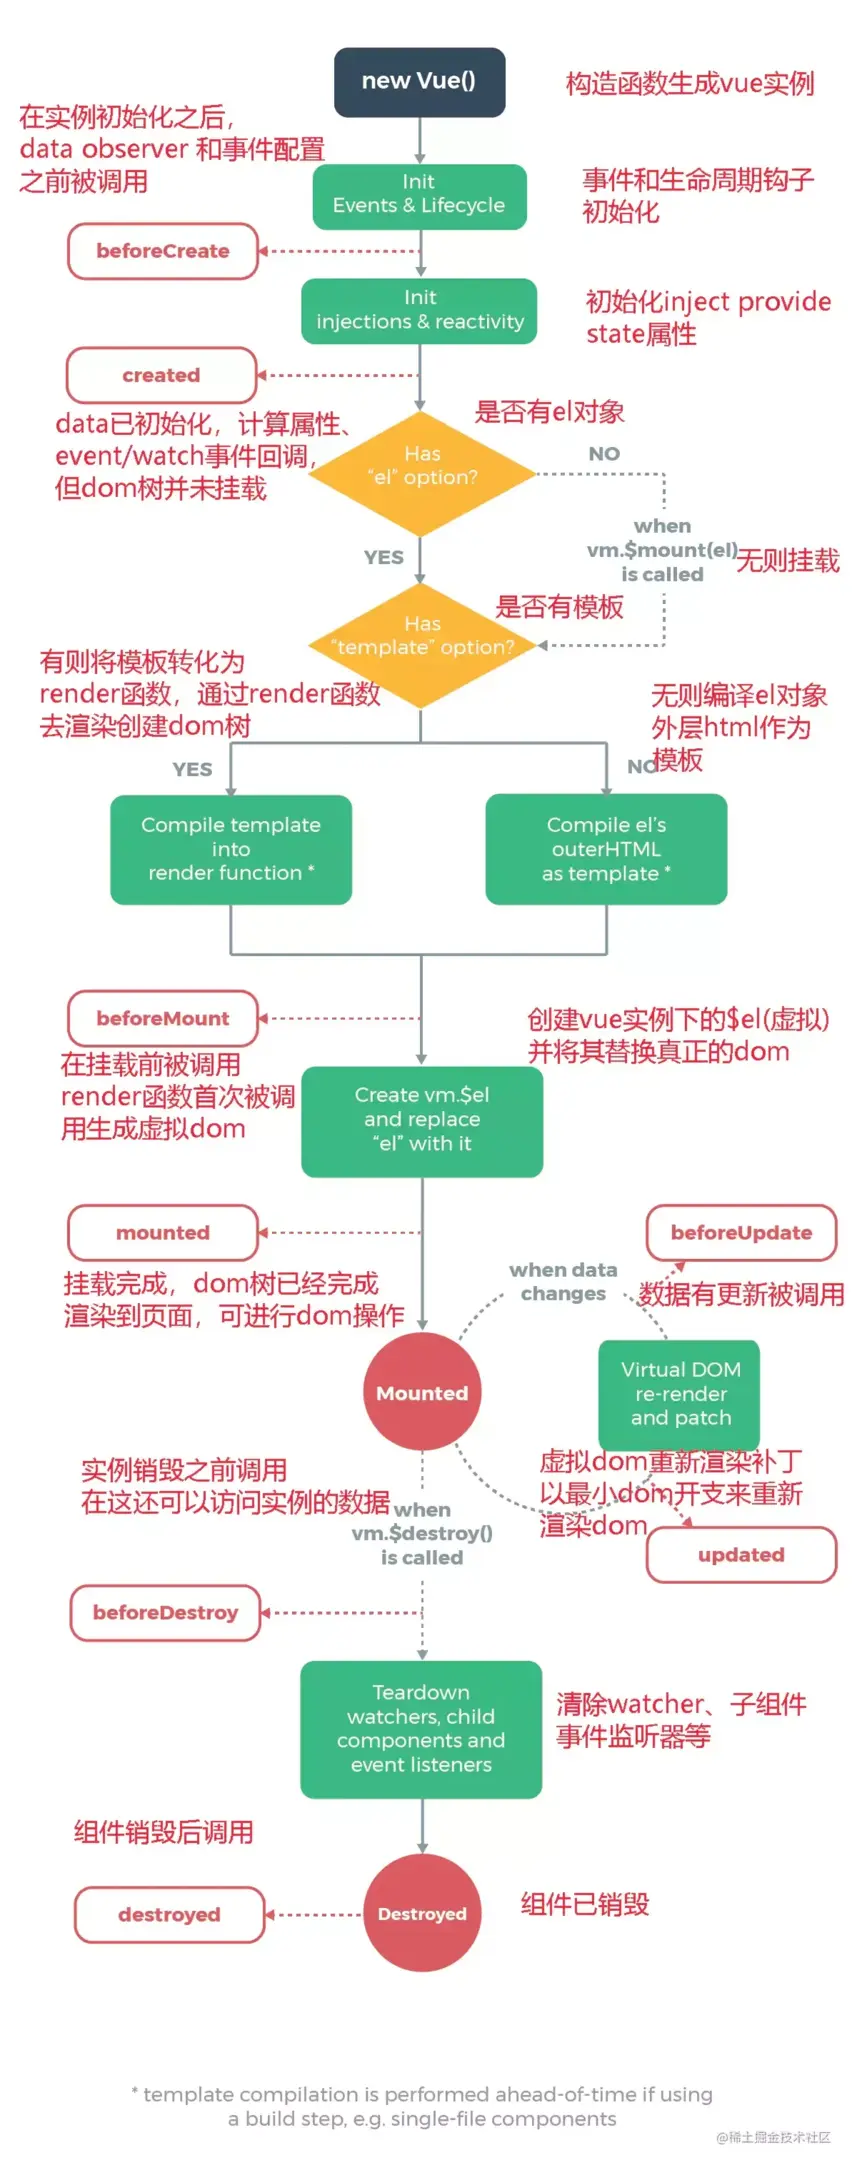 new Vue()
构造函数生成vue实例
在实例初始化之后，
data observer 和事件配置
之前被调用
Init
Events & Lifecycle
事件和生命周期钩子
初始化
beforeCreate
Init
injections & reactivity
初始化inject provide
state属性
created
data已初始化，计算属性、
event/watch事件回调，
但dom树并未挂载
是否有el对象
Has
“el” option?
NO
when
vm.$mount(el)
is called
无则挂载
YES
是否有模板
Has
“template” option?
有则将模板转化为
render函数，通过render函数
去渲染创建dom树
无则编译el对象
外层html作为
模板
YES
NO
Compile template
into
render function *
Compile el’s
outerHTML
as template *
beforeMount
在挂载前被调用
render函数首次被调
用生成虚拟dom
创建vue实例下的$el(虚拟)
并将其替换真正的dom
Create vm.$el
and replace
“el” with it
mounted
挂载完成，dom树已经完成
渲染到页面，可进行dom操作
beforeUpdate
when data
changes
数据有更新被调用
Mounted
Virtual DOM
re-render
and patch
虚拟dom重新渲染补丁
以最小dom开支来重新
渲染dom
updated
实例销毁之前调用
在这还可以访问实例的数据
when
vm.$destroy()
is called
beforeDestroy
Teardown
watchers, child
components and
event listeners
清除watcher、子组件
事件监听器等
组件销毁后调用
destroyed
Destroyed
组件已销毁
* template compilation is performed ahead-of-time if using
a build step, e.g. single-file components
@稀土掘金技术社区